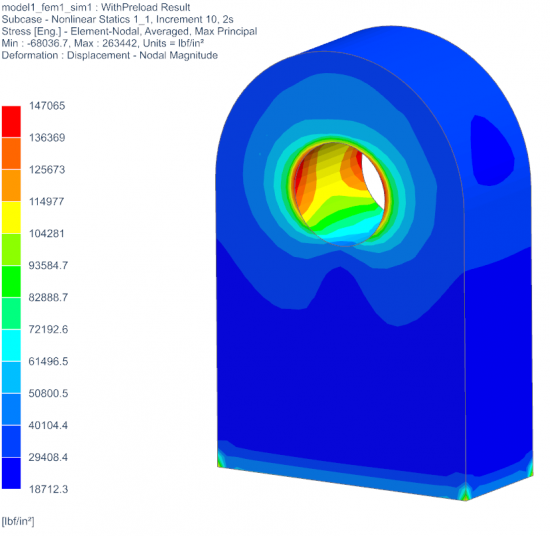 model1_fem1_sim1 : WithPreload Result
Subcase - Nonlinear Statics 1_1, Increment 10, 2s
Stress [Eng.] - Element-Nodal, Averaged, Max Principal
Min : -68036.7, Max : 263442, Units = lbf/in²
Deformation : Displacement - Nodal Magnitude
147065
136369
125673
114977
104281
93584.7
82888.7
72192.6
61496.5
50800.5
40104.4
29408.4
18712.3
[lbf/in²]